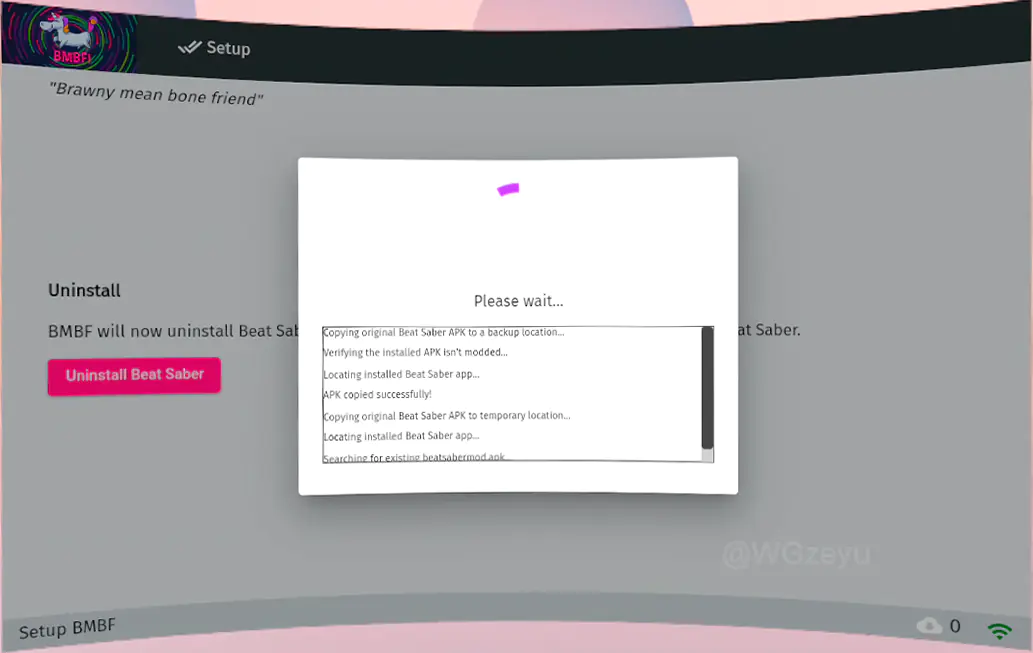 BMBF!
Setup
"Brawny mean bone friend"
Uninstall
BMBF will now uninstall Beat Sab
at Saber.
Uninstall Beat Saber
Please wait...
Copying original Beat Saber APK to a backup location...
Verifying the installed APK isn't modded...
Locating installed Beat Saber app...
APK copied successfully!
Copying original Beat Saber APK to temporary location...
Locating installed Beat Saber app...
Searching for existing beatsabermod.apk...
@WGzeyu
Setup BMBF
0